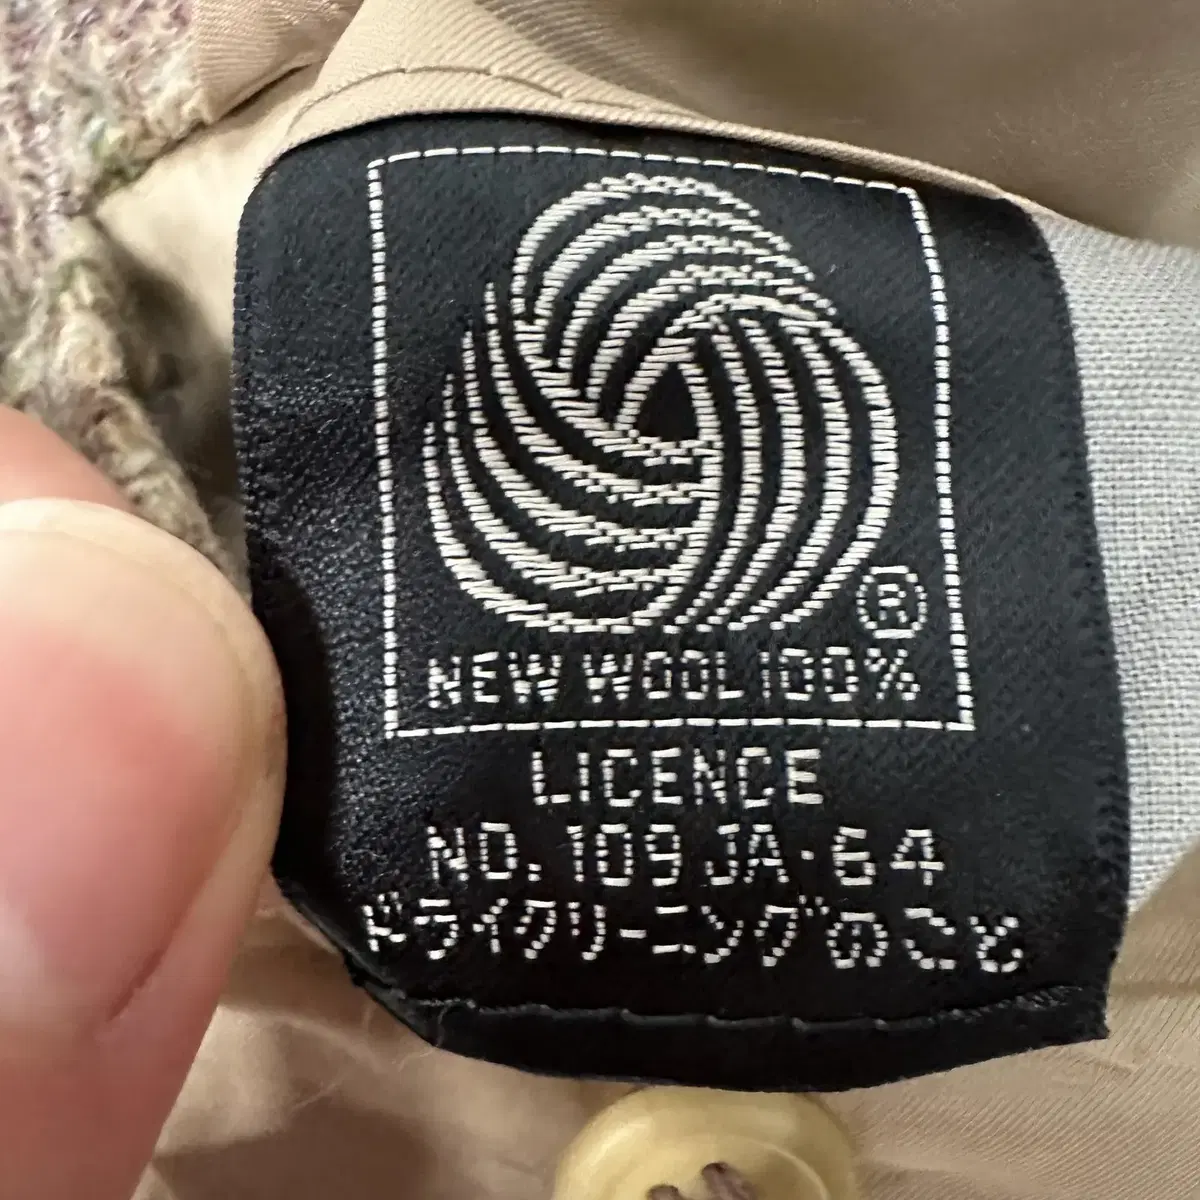 ®
NEW WOOL 100%
LICENCE
NO. 109 JA·64
ドライクリーニングのこと